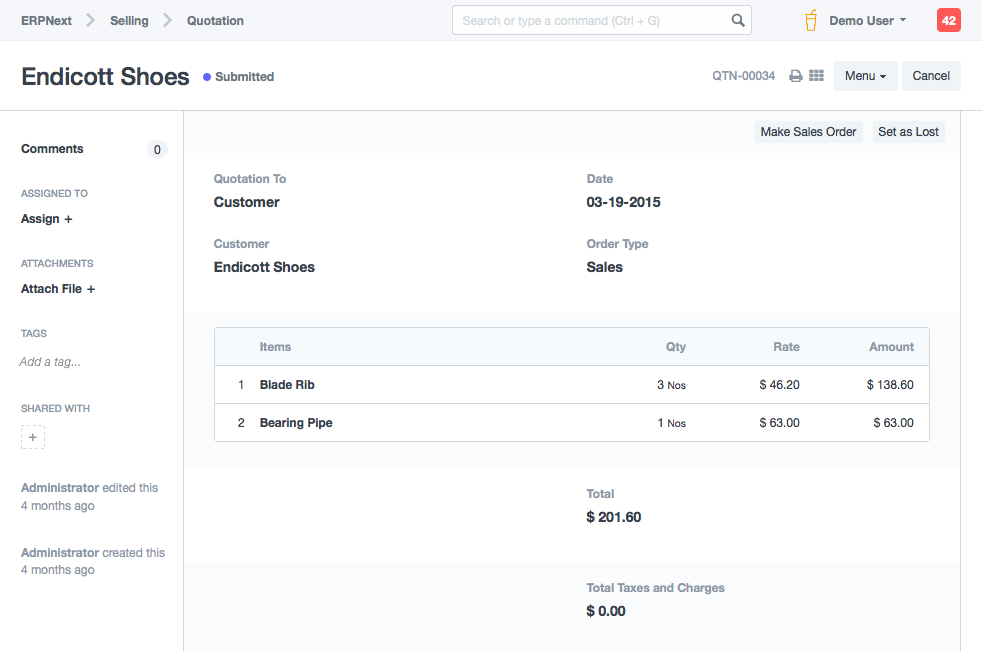 ERPNext Selling Quotation Search or type a command (Ctrl + G) Demo User 42
Endicott Shoes Submitted QTN-00034 Menu Cancel
Make Sales Order Set as Lost
Comments 0
ASSIGNED TO
Assign +
ATTACHMENTS
Attach File +
TAGS
Add a tag...
SHARED WITH
+
Administrator edited this
4 months ago
Administrator created this
4 months ago
Quotation To
Customer
Date
03-19-2015
Customer
Endicott Shoes
Order Type
Sales
Items Qty Rate Amount
1 Blade Rib 3 Nos $ 46.20 $ 138.60
2 Bearing Pipe 1 Nos $ 63.00 $ 63.00
Total
$ 201.60
Total Taxes and Charges
$ 0.00